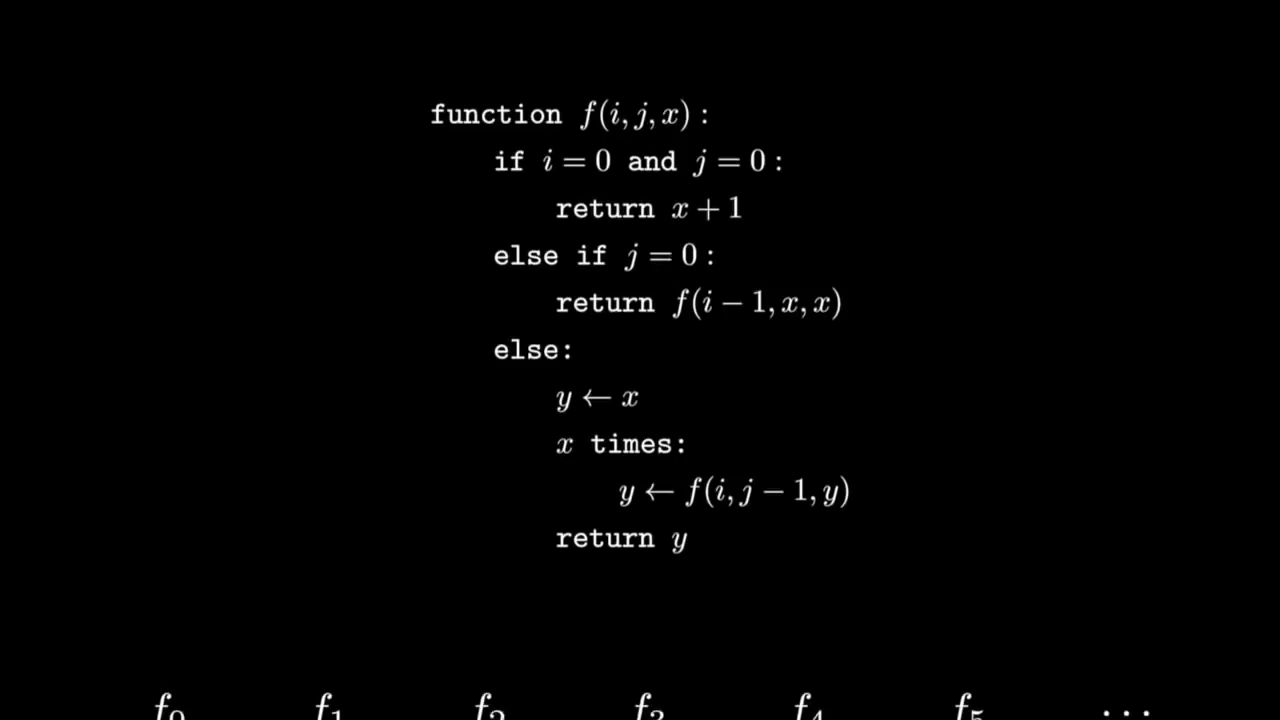 function f(i, j, x):
if i = 0 and j = 0:
return x + 1
else if j = 0:
return f(i − 1, x, x)
else:
y ← x
x times:
y ← f(i, j − 1, y)
return y
f₀ f₁ f₂ f₃ f₄ f₅ ⋯